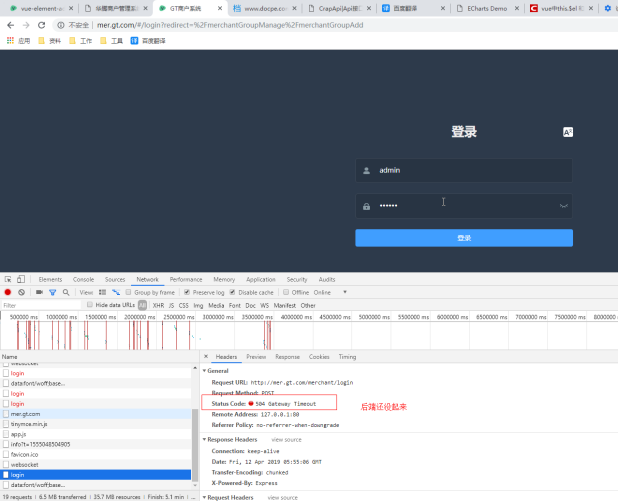 vue-element-a
华耀商户管理系
GT商户系统
www.docpe.co
CrapApi|Api接
百度翻译
ECharts Demo
vue中this.$el
不安全 | mer.gt.com/#/login?redirect=%2FmerchantGroupManage%2FmerchantGroupAdd
应用 资料 工作 工具 百度翻译
登录
admin
••••••
登录
Elements Console Sources Network Performance Memory Application Security Audits
View: Group by frame Preserve log Disable cache Offline Online
Filter Hide data URLs All XHR JS CSS Img Media Font Doc WS Manifest Other
500000 ms 1000000 ms 1500000 ms 2000000 ms 2500000 ms 3000000 ms 3500000 ms 4000000 ms 4500000 ms 5000000 ms 5500000 ms 6000000 ms 6500000 ms 7000000 ms 7500000 ms 8000000
Name
websocket
login
data:font/woff;base...
login
login
mer.gt.com
tinymce.min.js
app.js
info?t=1555048504905
favicon.ico
websocket
login
data:font/woff;base...
19 requests | 6.5 MB transferred | 35.7 MB resources | Finish: 5.1 min | ...
× Headers Preview Response Cookies Timing
General
Request URL: http://mer.gt.com/merchant/login
Request Method: POST
Status Code: 504 Gateway Timeout
后端还没起来
Remote Address: 127.0.0.1:80
Referrer Policy: no-referrer-when-downgrade
Response Headers view source
Connection: keep-alive
Date: Fri, 12 Apr 2019 05:55:06 GMT
Transfer-Encoding: chunked
X-Powered-By: Express
Request Headers view source